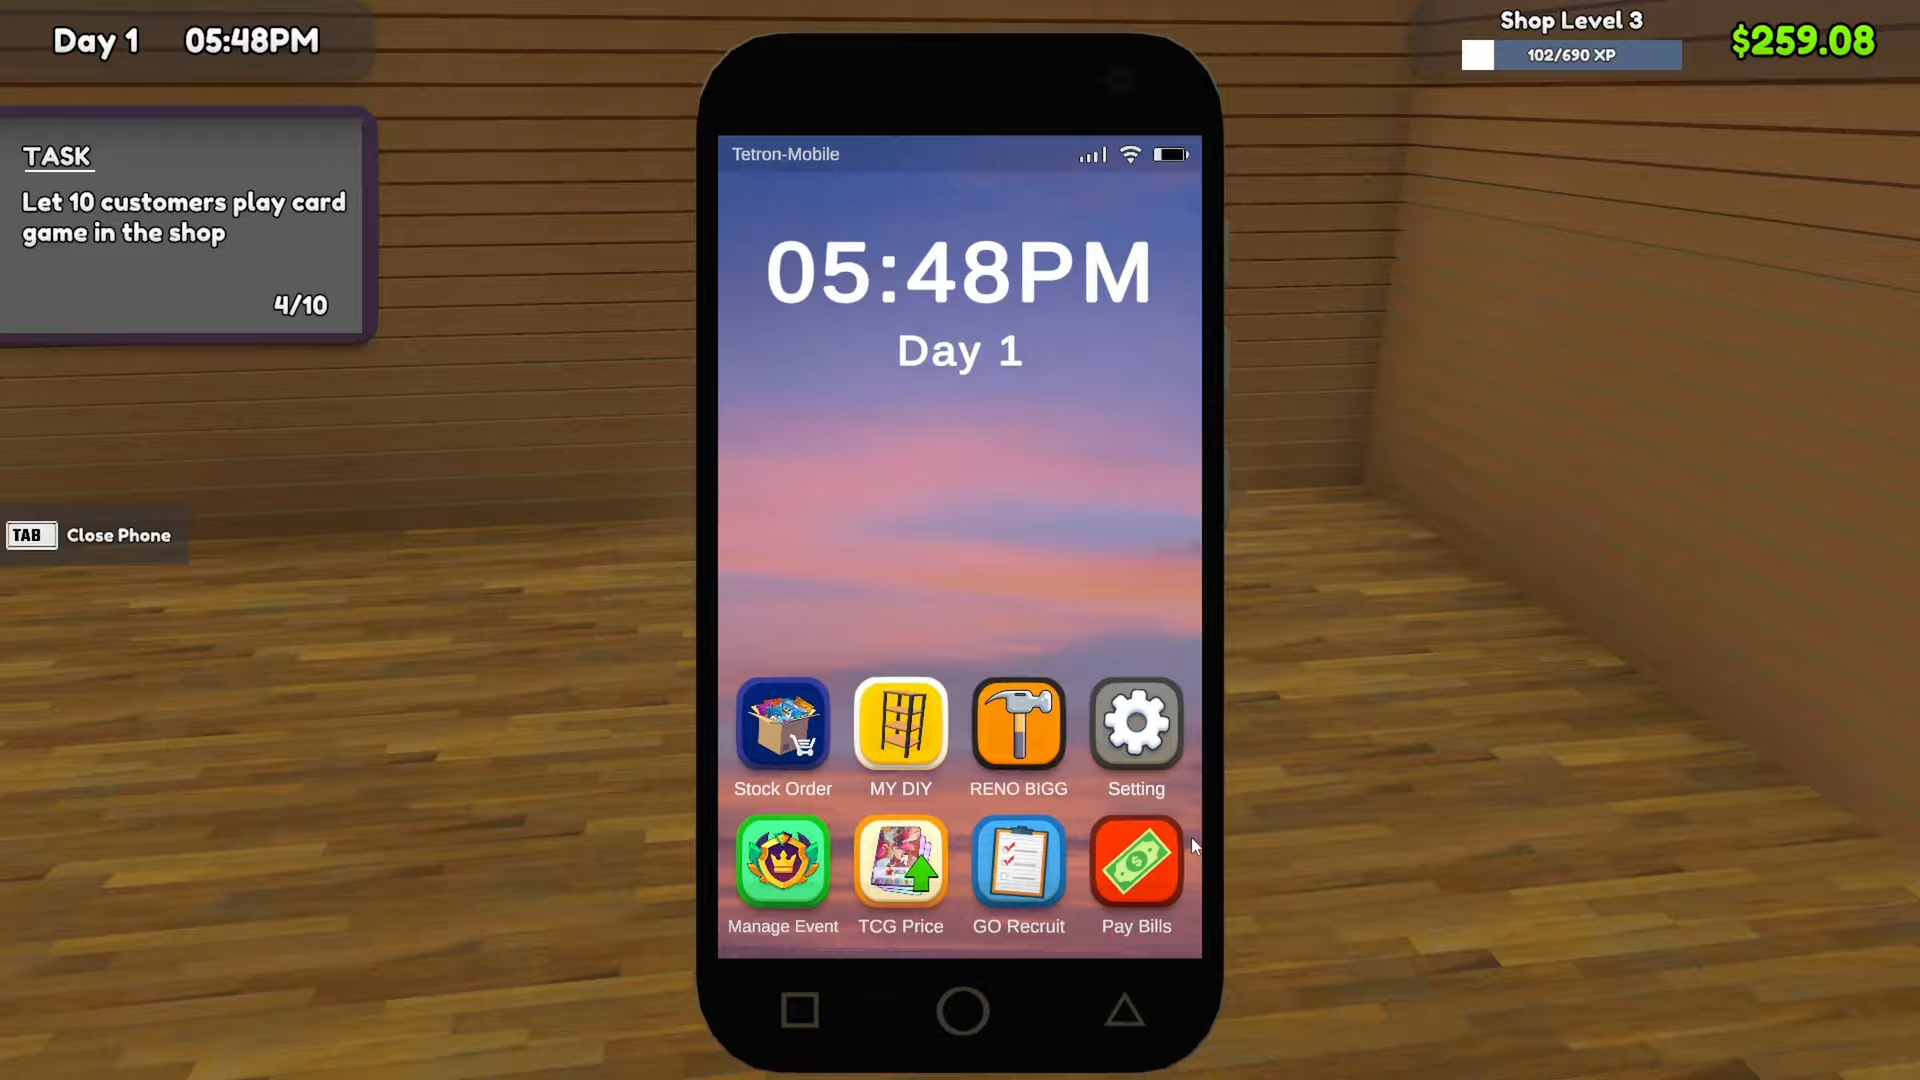 Day 1 05:48PM
Shop Level 3
102/690 XP
$259.08
TASK
Let 10 customers play card
game in the shop
4/10
TAB Close Phone
Tetron-Mobile
05:48PM
Day 1
Stock Order MY DIY RENO BIGG Setting
Manage Event TCG Price GO Recruit Pay Bills